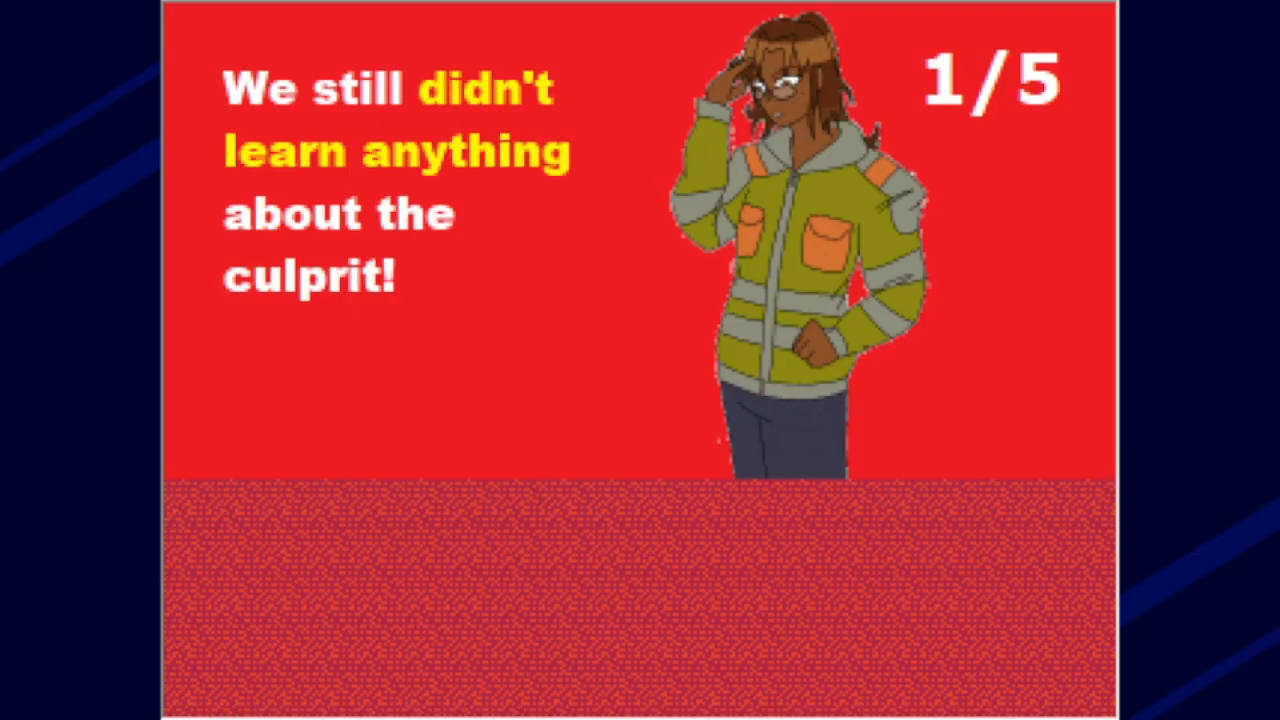 We still didn't
learn anything
about the
culprit!
1/5